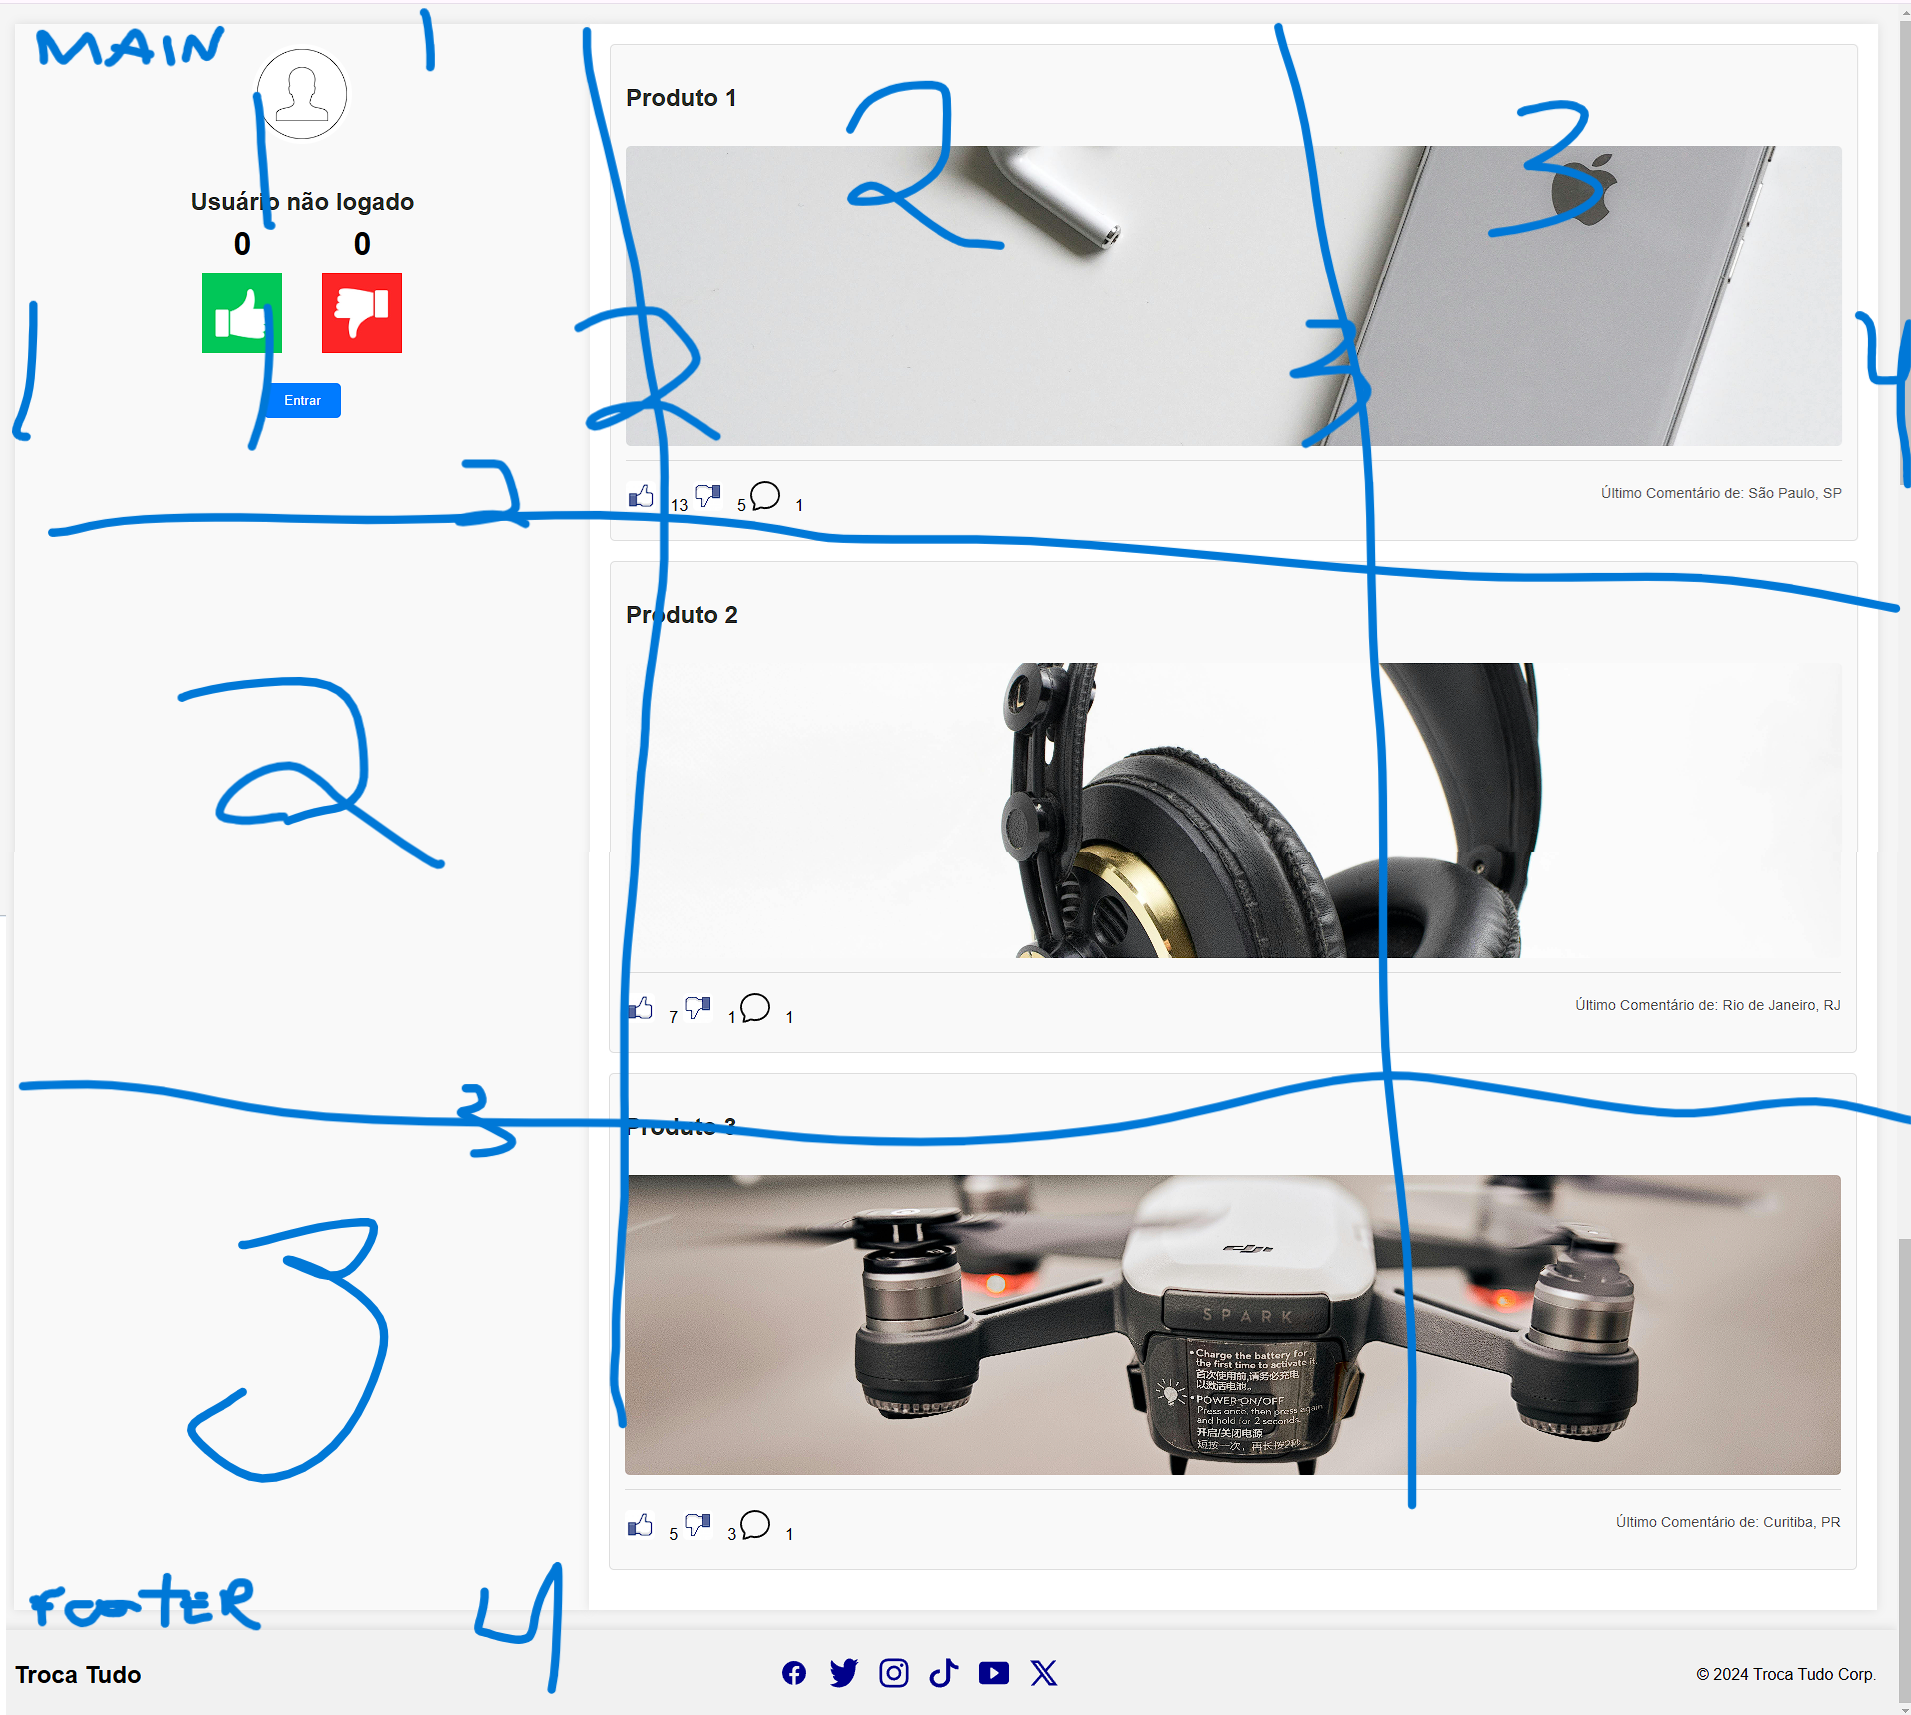 MAIN 1
Produto 1
2 3
1
Usuário não logado
0 0
1 1 2 3 4
Entrar
2
13 5 1 Último Comentário de: São Paulo, SP
Produto 2
2
7 1 1 Último Comentário de: Rio de Janeiro, RJ
3
Produto 3
3
SPARK
• Charge the battery for
the first time to activate it.
首次使用前,请务必充电
以激活电池。
• POWER ON/OFF
Press once, then press again
and hold for 2 seconds.
开启/关闭电源
短按一次，再长按2秒
5 3 1 Último Comentário de: Curitiba, PR
FOOTER 4
Troca Tudo
© 2024 Troca Tudo Corp.